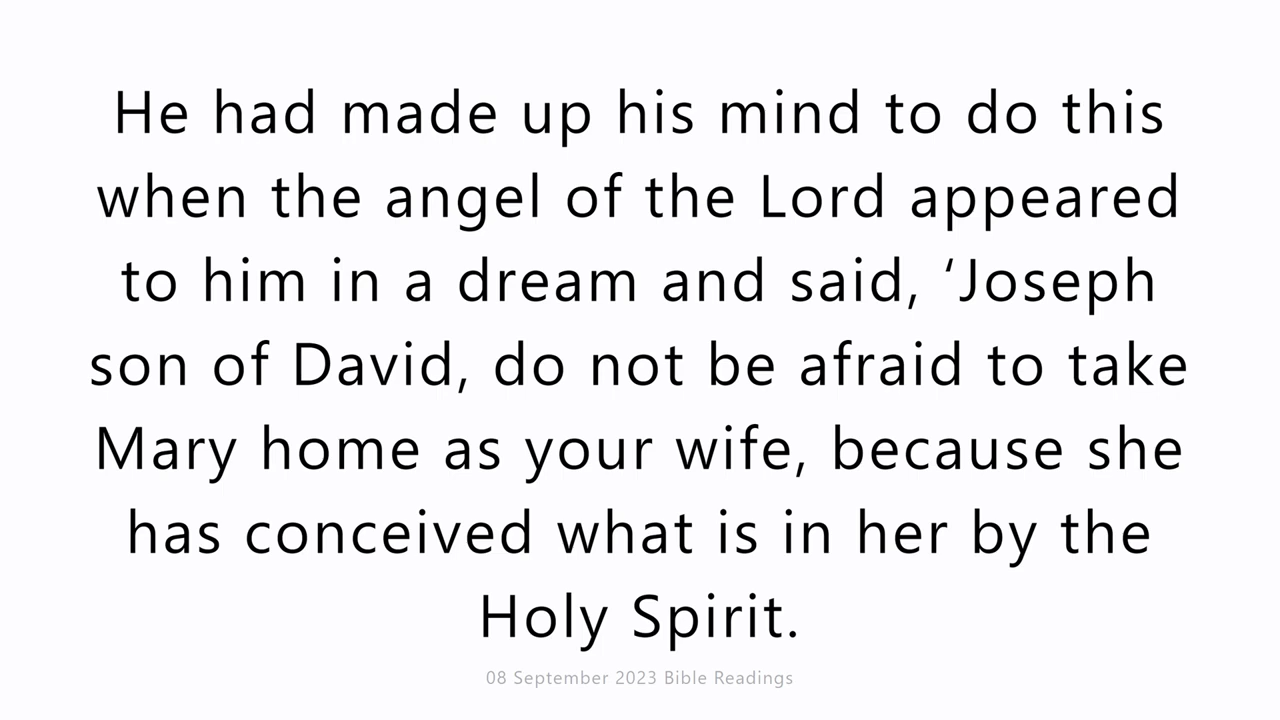 He had made up his mind to do this
when the angel of the Lord appeared
to him in a dream and said, ‘Joseph
son of David, do not be afraid to take
Mary home as your wife, because she
has conceived what is in her by the
Holy Spirit.
08 September 2023 Bible Readings